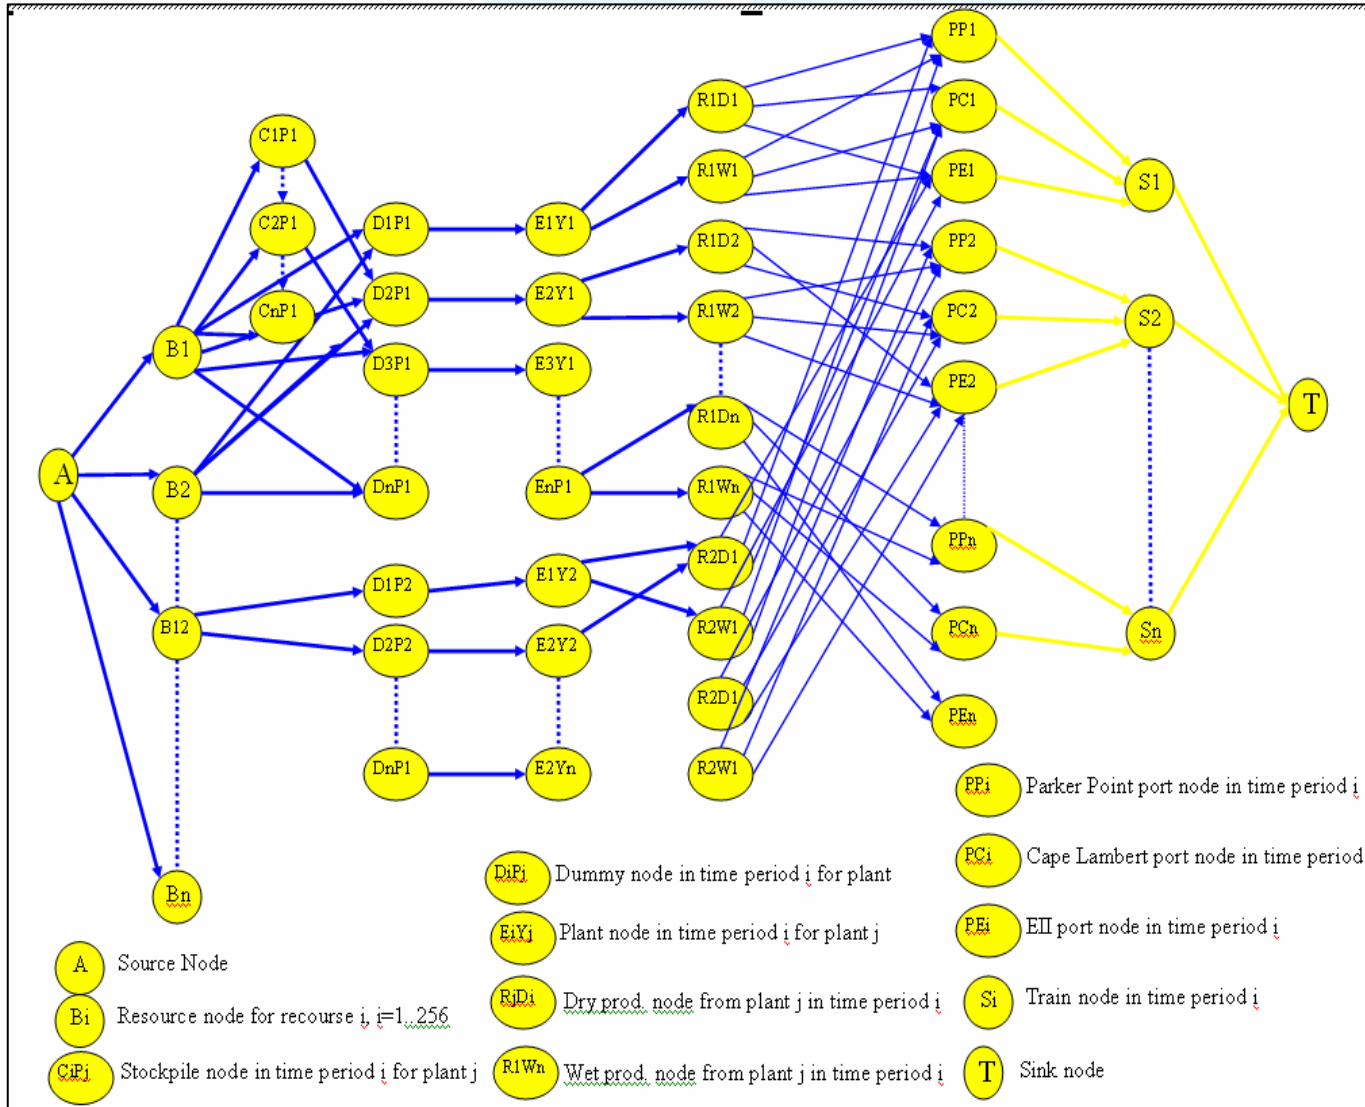 PP1
R1D1
PC1
C1P1
R1W1
PE1
S1
C2P1
D1P1
E1Y1
R1D2
PP2
D2P1
E2Y1
CnP1
R1W2
PC2
S2
B1
D3P1
E3Y1
PE2
T
R1Dn
A
B2
DnP1
EnP1
R1Wn
PPn
R2D1
D1P2
E1Y2
B12
R2W1
PCn
Sn
D2P2
E2Y2
R2D1
PEn
DnP1
E2Yn
R2W1
Bn
A Source Node
Bi Resource node for recourse i, i=1..256
CiPj Stockpile node in time period i for plant j
DiPj Dummy node in time period i for plant
EiYj Plant node in time period i for plant j
RjDi Dry prod. node from plant j in time period i
R1Wn Wet prod. node from plant j in time period i
PPi Parker Point port node in time period i
PCi Cape Lambert port node in time period
PEi EII port node in time period i
Si Train node in time period i
T Sink node